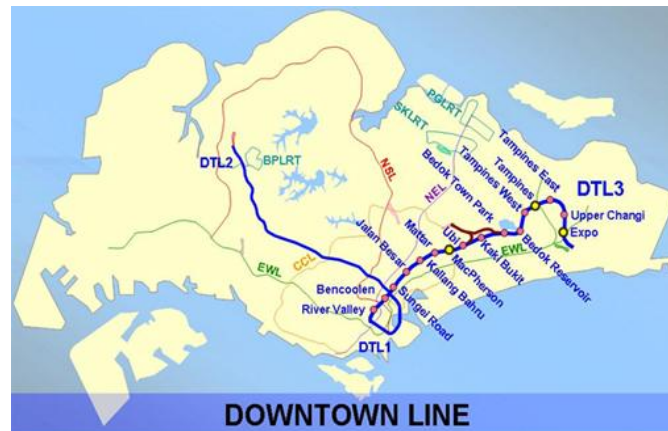 PGLRT
SKLRT
DTL2
BPLRT
NSL
NEL
Tampines East
Tampines
Tampines West
Bedok Town Park
DTL3
Upper Changi
Expo
Jalan Besar
Mattar
Ubi
EWL
Kaki Bukit
Bedok Reservoir
MacPherson
Kallang Bahru
Sungei Road
CCL
EWL
Bencoolen
River Valley
DTL1
DOWNTOWN LINE